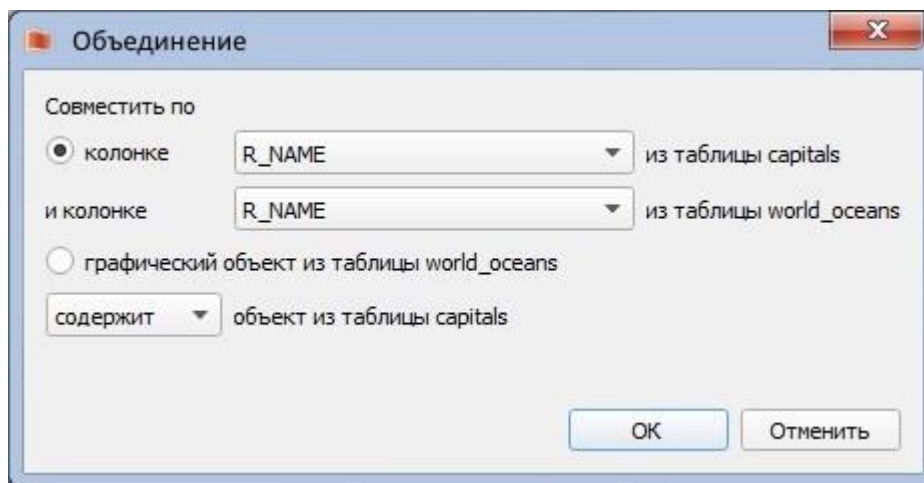 Объединение
Совместить по
колонке R_NAME из таблицы capitals
и колонке R_NAME из таблицы world_oceans
графический объект из таблицы world_oceans
содержит объект из таблицы capitals
ОК Отменить